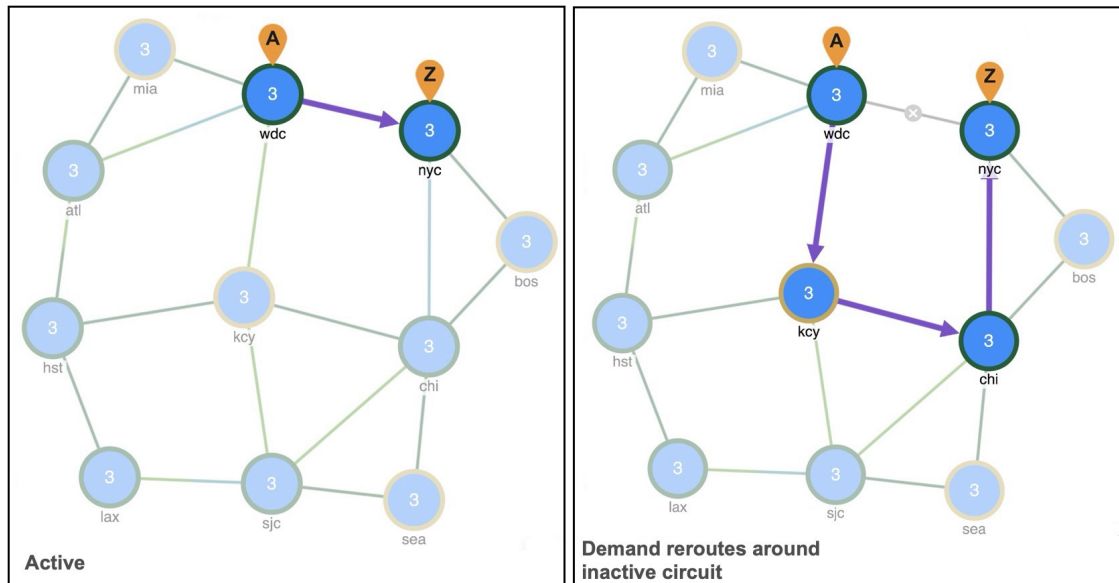 A
Z
3
mia
3
wdc
3
nyc
3
atl
3
bos
3
kcy
3
hst
3
chi
3
lax
3
sjc
3
sea
Active
A
Z
3
mia
3
wdc
3
nyc
3
atl
3
bos
3
kcy
3
hst
3
chi
3
lax
3
sjc
3
sea
Demand reroutes around
inactive circuit